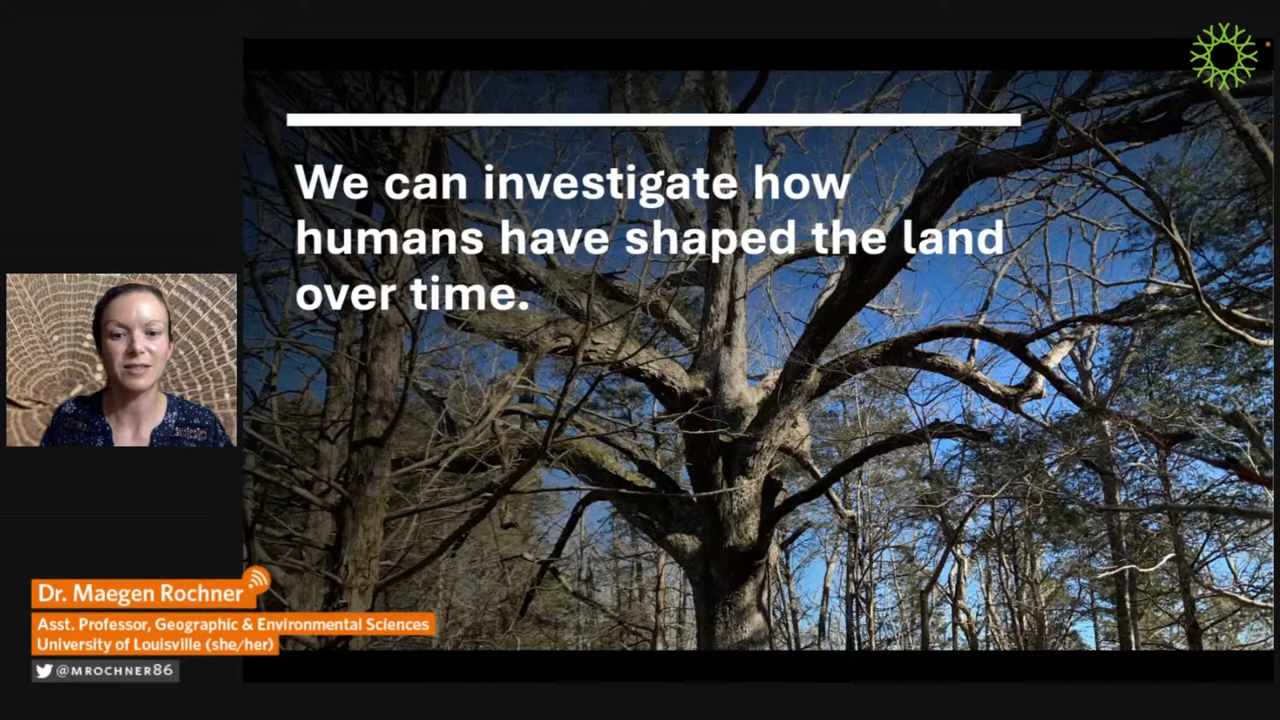 We can investigate how
humans have shaped the land
over time.
Dr. Maegen Rochner
Asst. Professor, Geographic & Environmental Sciences
University of Louisville (she/her)
@MROCHNER86